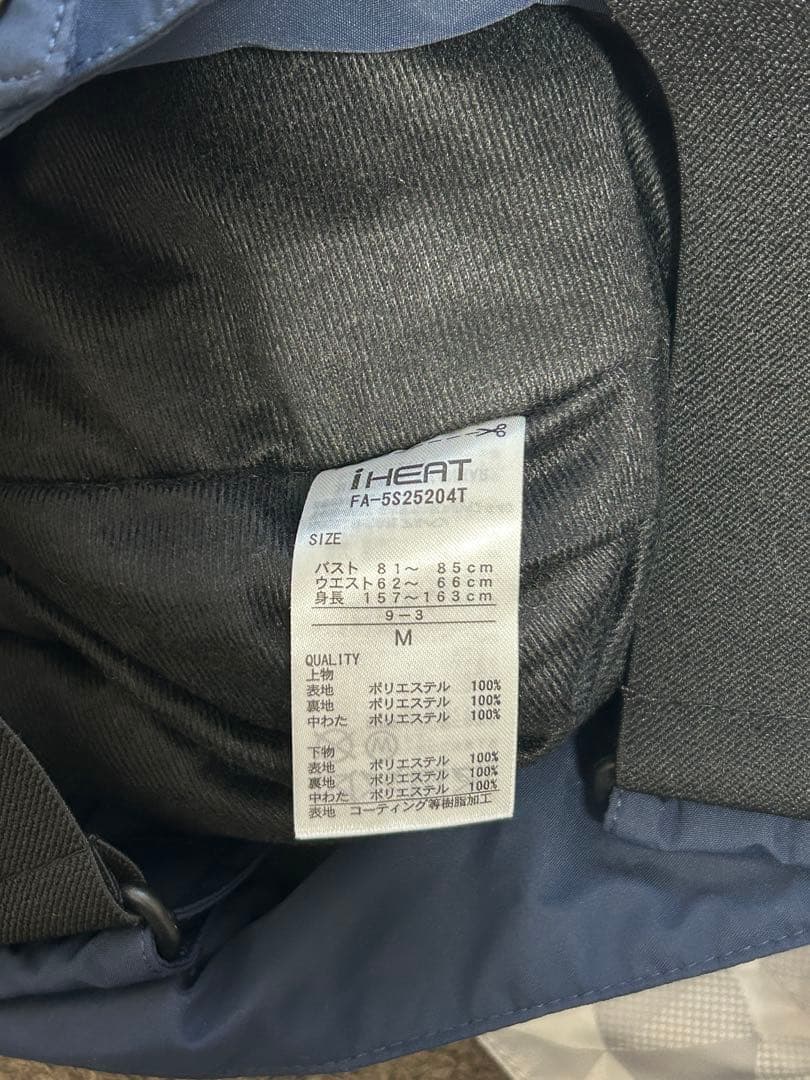 iHEAT
FA-5S25204T
SIZE
バスト 81〜 85cm
ウエスト62〜 66cm
身長 157〜163cm
9-3
M
QUALITY
上物
表地 ポリエステル 100%
裏地 ポリエステル 100%
中わた ポリエステル 100%
下物
表地 ポリエステル 100%
裏地 ポリエステル 100%
中わた ポリエステル 100%
表地 コーティング等樹脂加工